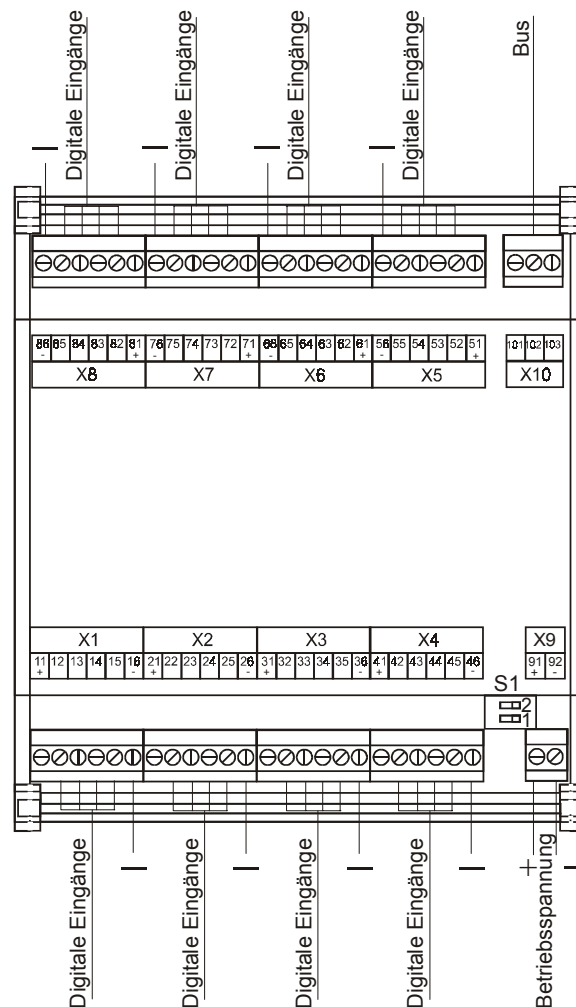 Digitale Eingänge
Digitale Eingänge
Digitale Eingänge
Digitale Eingänge
Bus
86 85 84 83 82 81
- +
76 75 74 73 72 71
- +
66 65 64 63 62 61
- +
56 55 54 53 52 51
- +
101 102 103
X8
X7
X6
X5
X10
X1
X2
X3
X4
X9
11 12 13 14 15 16
+ -
21 22 23 24 25 26
+ -
31 32 33 34 35 36
+ -
41 42 43 44 45 46
+ -
91 92
+ -
S1
2
1
Digitale Eingänge
Digitale Eingänge
Digitale Eingänge
Digitale Eingänge
+ -
Betriebsspannung